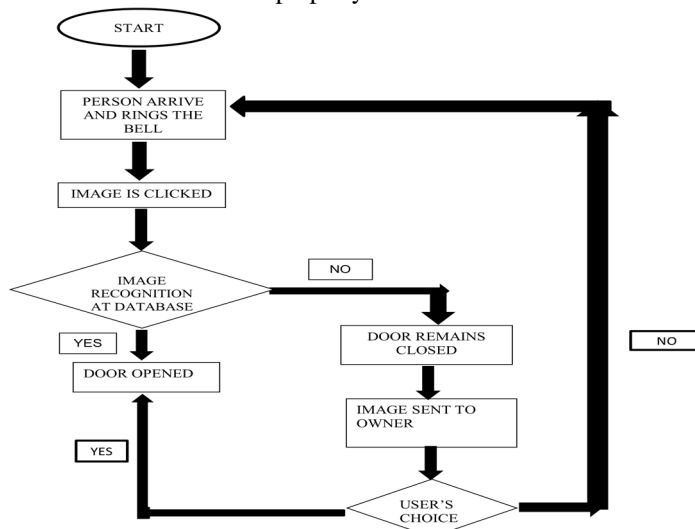 START
PERSON ARRIVE
AND RINGS THE
BELL
IMAGE IS CLICKED
IMAGE
RECOGNITION
AT DATABASE
NO
YES
DOOR OPENED
DOOR REMAINS
CLOSED
NO
IMAGE SENT TO
OWNER
YES
USER'S
CHOICE